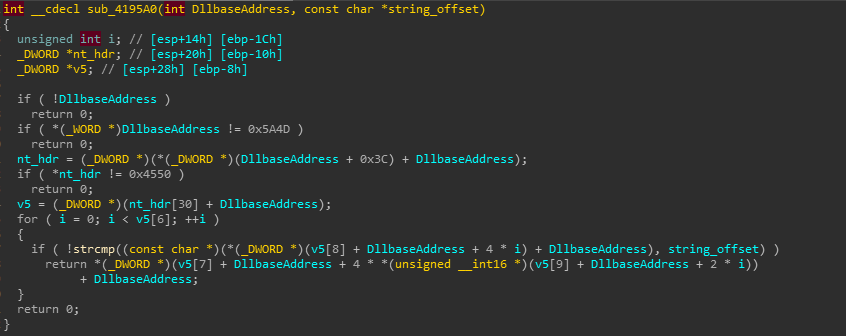 int __cdecl sub_4195A0(int DllbaseAddress, const char *string_offset)
{
  unsigned int i; // [esp+14h] [ebp-1Ch]
  _DWORD *nt_hdr; // [esp+20h] [ebp-10h]
  _DWORD *v5; // [esp+28h] [ebp-8h]

  if ( !DllbaseAddress )
    return 0;
  if ( *(_WORD *)DllbaseAddress != 0x5A4D )
    return 0;
  nt_hdr = (_DWORD *)(*(_DWORD *)(DllbaseAddress + 0x3C) + DllbaseAddress);
  if ( *nt_hdr != 0x4550 )
    return 0;
  v5 = (_DWORD *)(nt_hdr[30] + DllbaseAddress);
  for ( i = 0; i < v5[6]; ++i )
  {
    if ( !strcmp((const char *)(*(_DWORD *)(v5[8] + DllbaseAddress + 4 * i) + DllbaseAddress), string_offset) )
      return *(_DWORD *)(v5[7] + DllbaseAddress + 4 * *(unsigned __int16 *)(v5[9] + DllbaseAddress + 2 * i))
           + DllbaseAddress;
  }
  return 0;
}